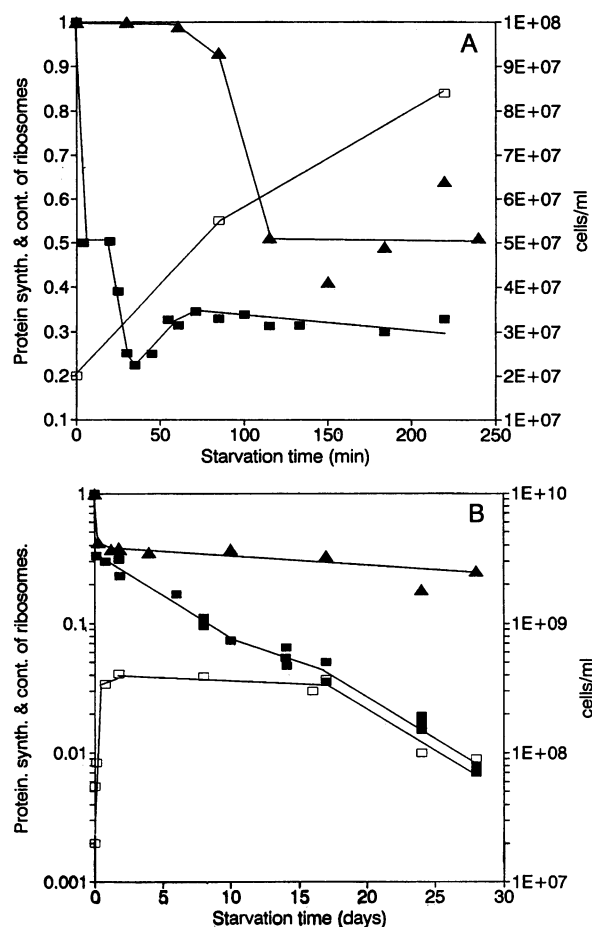 A
Protein synth. & cont. of ribosomes
1
0.9
0.8
0.7
0.6
0.5
0.4
0.3
0.2
0.1
1E+08
9E+07
8E+07
7E+07
6E+07
5E+07
4E+07
3E+07
2E+07
1E+07
cells/ml
0 50 100 150 200 250
Starvation time (min)
B
Protein. synth. & cont. of ribosomes.
1
0.1
0.01
0.001
1E+10
1E+09
1E+08
1E+07
cells/ml
0 5 10 15 20 25 30
Starvation time (days)